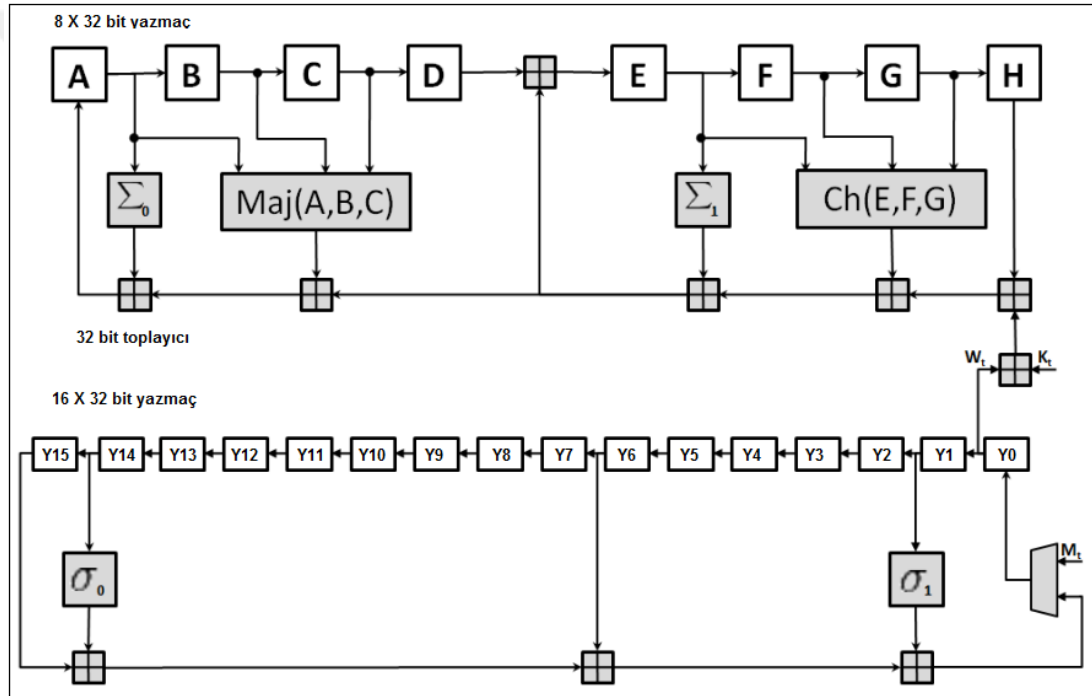 8 X 32 bit yazmaç
A B C D E F G H
Σ₀ Maj(A,B,C) Σ₁ Ch(E,F,G)
32 bit toplayıcı
Wₜ Kₜ
16 X 32 bit yazmaç
Y15 Y14 Y13 Y12 Y11 Y10 Y9 Y8 Y7 Y6 Y5 Y4 Y3 Y2 Y1 Y0
Mₜ
σ₀ σ₁